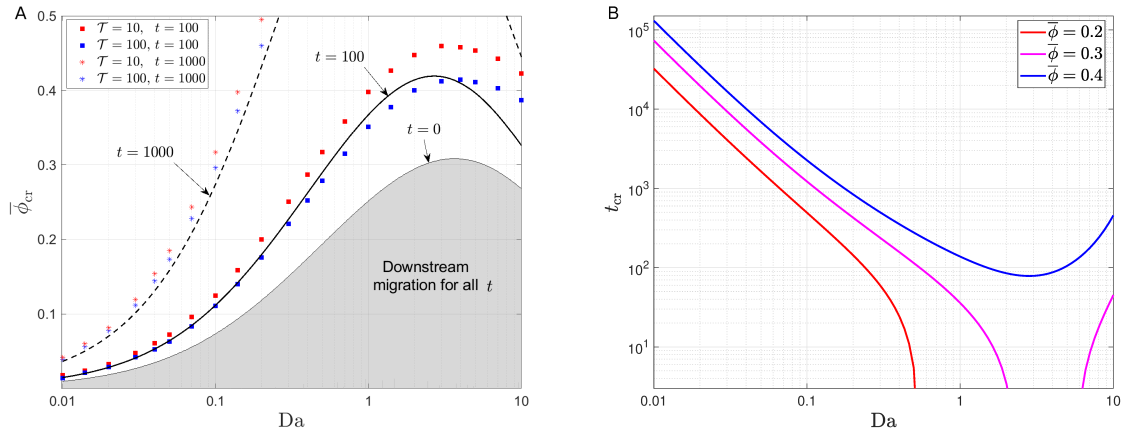 A
𝒯 = 10, t = 100
𝒯 = 100, t = 100
𝒯 = 10, t = 1000
𝒯 = 100, t = 1000
t = 100
t = 0
t = 1000
Downstream
migration for all t
0.5
0.4
0.3
0.2
0.1
0.01
0.1
1
10
ϕ̅cr
Da
B
ϕ̅ = 0.2
ϕ̅ = 0.3
ϕ̅ = 0.4
10⁵
10⁴
10³
10²
10¹
0.01
0.1
1
10
tcr
Da